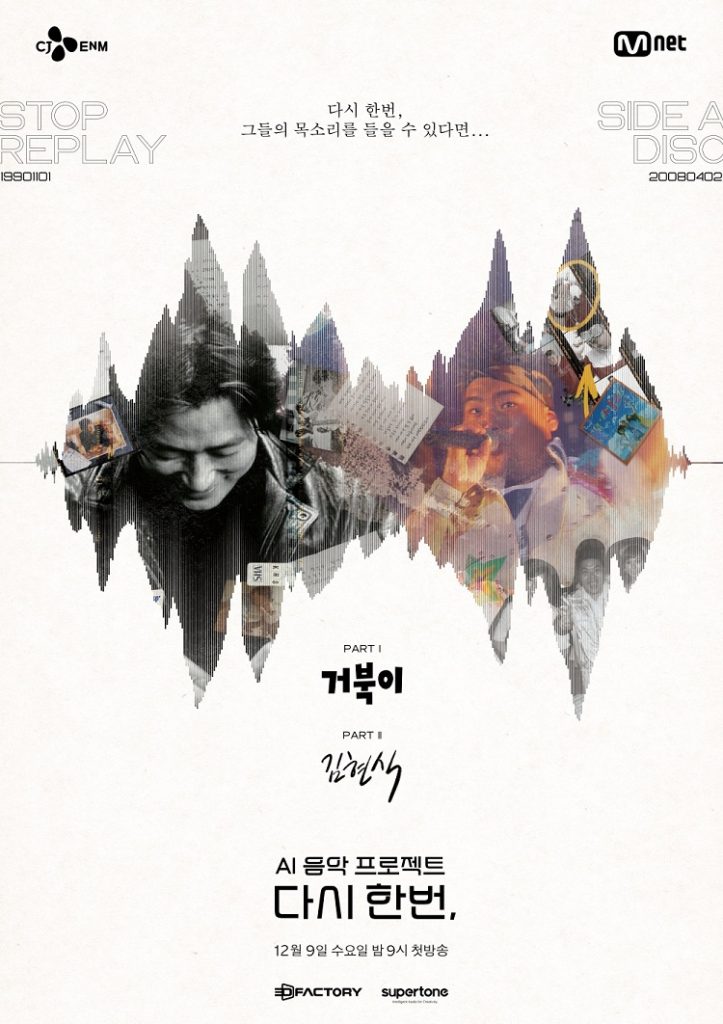 CJ ENM
Mnet
다시 한번,
그들의 목소리를 들을 수 있다면...
STOP
REPLAY
19901101
SIDE A
DISC
20080402
VHS
PART I
거북이
PART II
김현식
AI 음악 프로젝트
다시 한번,
12월 9일 수요일 밤 9시 첫방송
3DFACTORY
supertone